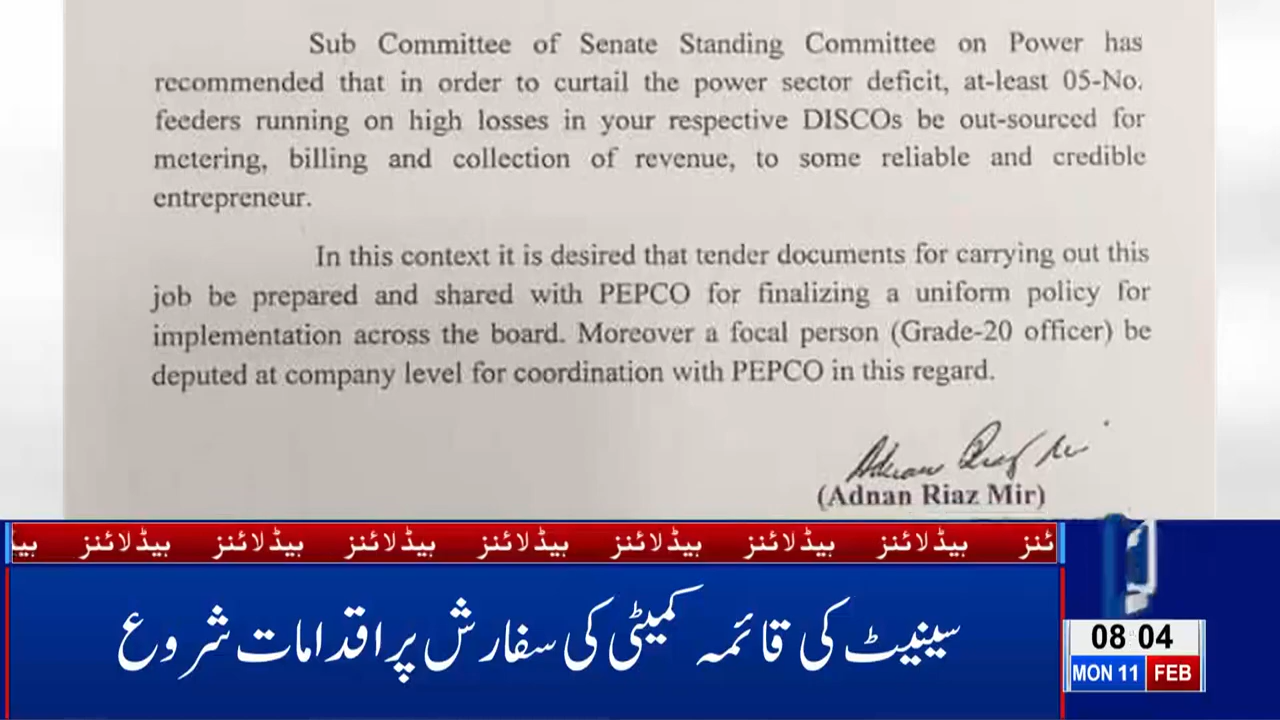 Sub Committee of Senate Standing Committee on Power has
recommended that in order to curtail the power sector deficit, at-least 05-No.
feeders running on high losses in your respective DISCOs be out-sourced for
metering, billing and collection of revenue, to some reliable and credible
entrepreneur.
In this context it is desired that tender documents for carrying out this
job be prepared and shared with PEPCO for finalizing a uniform policy for
implementation across the board. Moreover a focal person (Grade-20 officer) be
deputed at company level for coordination with PEPCO in this regard.
Adnan Riaz Mir
(Adnan Riaz Mir)
ئنز ہیڈلائنز ہیڈلائنز ہیڈلائنز ہیڈلائنز ہیڈلائنز ہیڈلائنز ہیڈلائنز ہی
سینیٹ کی قائمہ کمیٹی کی سفارش پر اقدامات شروع
08 04
MON 11 FEB